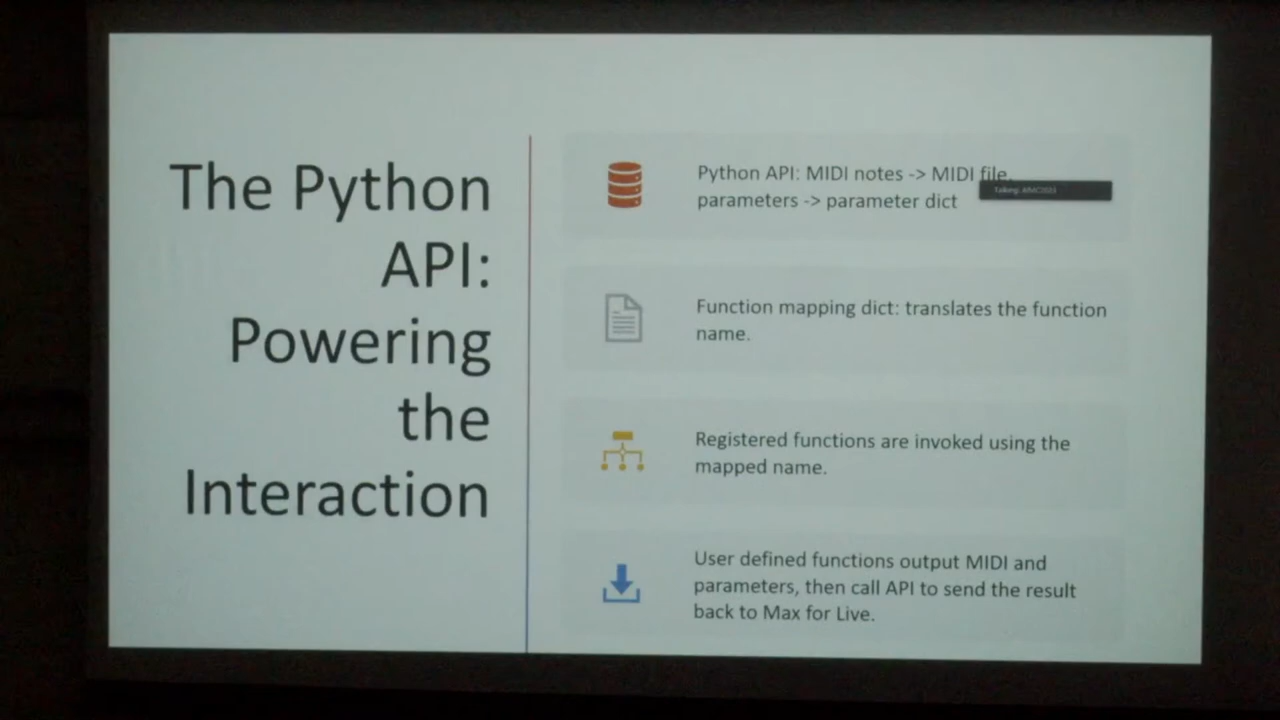 The Python
API:
Powering
the
Interaction
Python API: MIDI notes -> MIDI file,
parameters -> parameter dict
Talking: AIMC2023
Function mapping dict: translates the function
name.
Registered functions are invoked using the
mapped name.
User defined functions output MIDI and
parameters, then call API to send the result
back to Max for Live.